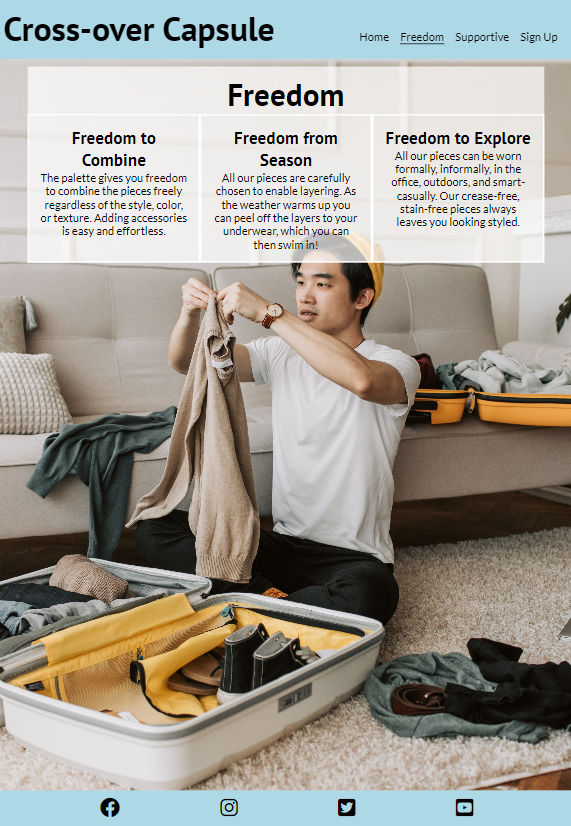 Cross-over Capsule
Home Freedom Supportive Sign Up
Freedom
Freedom to
Combine
The palette gives you freedom
to combine the pieces freely
regardless of the style, color,
or texture. Adding accessories
is easy and effortless.
Freedom from
Season
All our pieces are carefully
chosen to enable layering. As
the weather warms up you
can peel off the layers to your
underwear, which you can
then swim in!
Freedom to Explore
All our pieces can be worn
formally, informally, in the
office, outdoors, and smart-
casually. Our crease-free,
stain-free pieces always
leaves you looking styled.